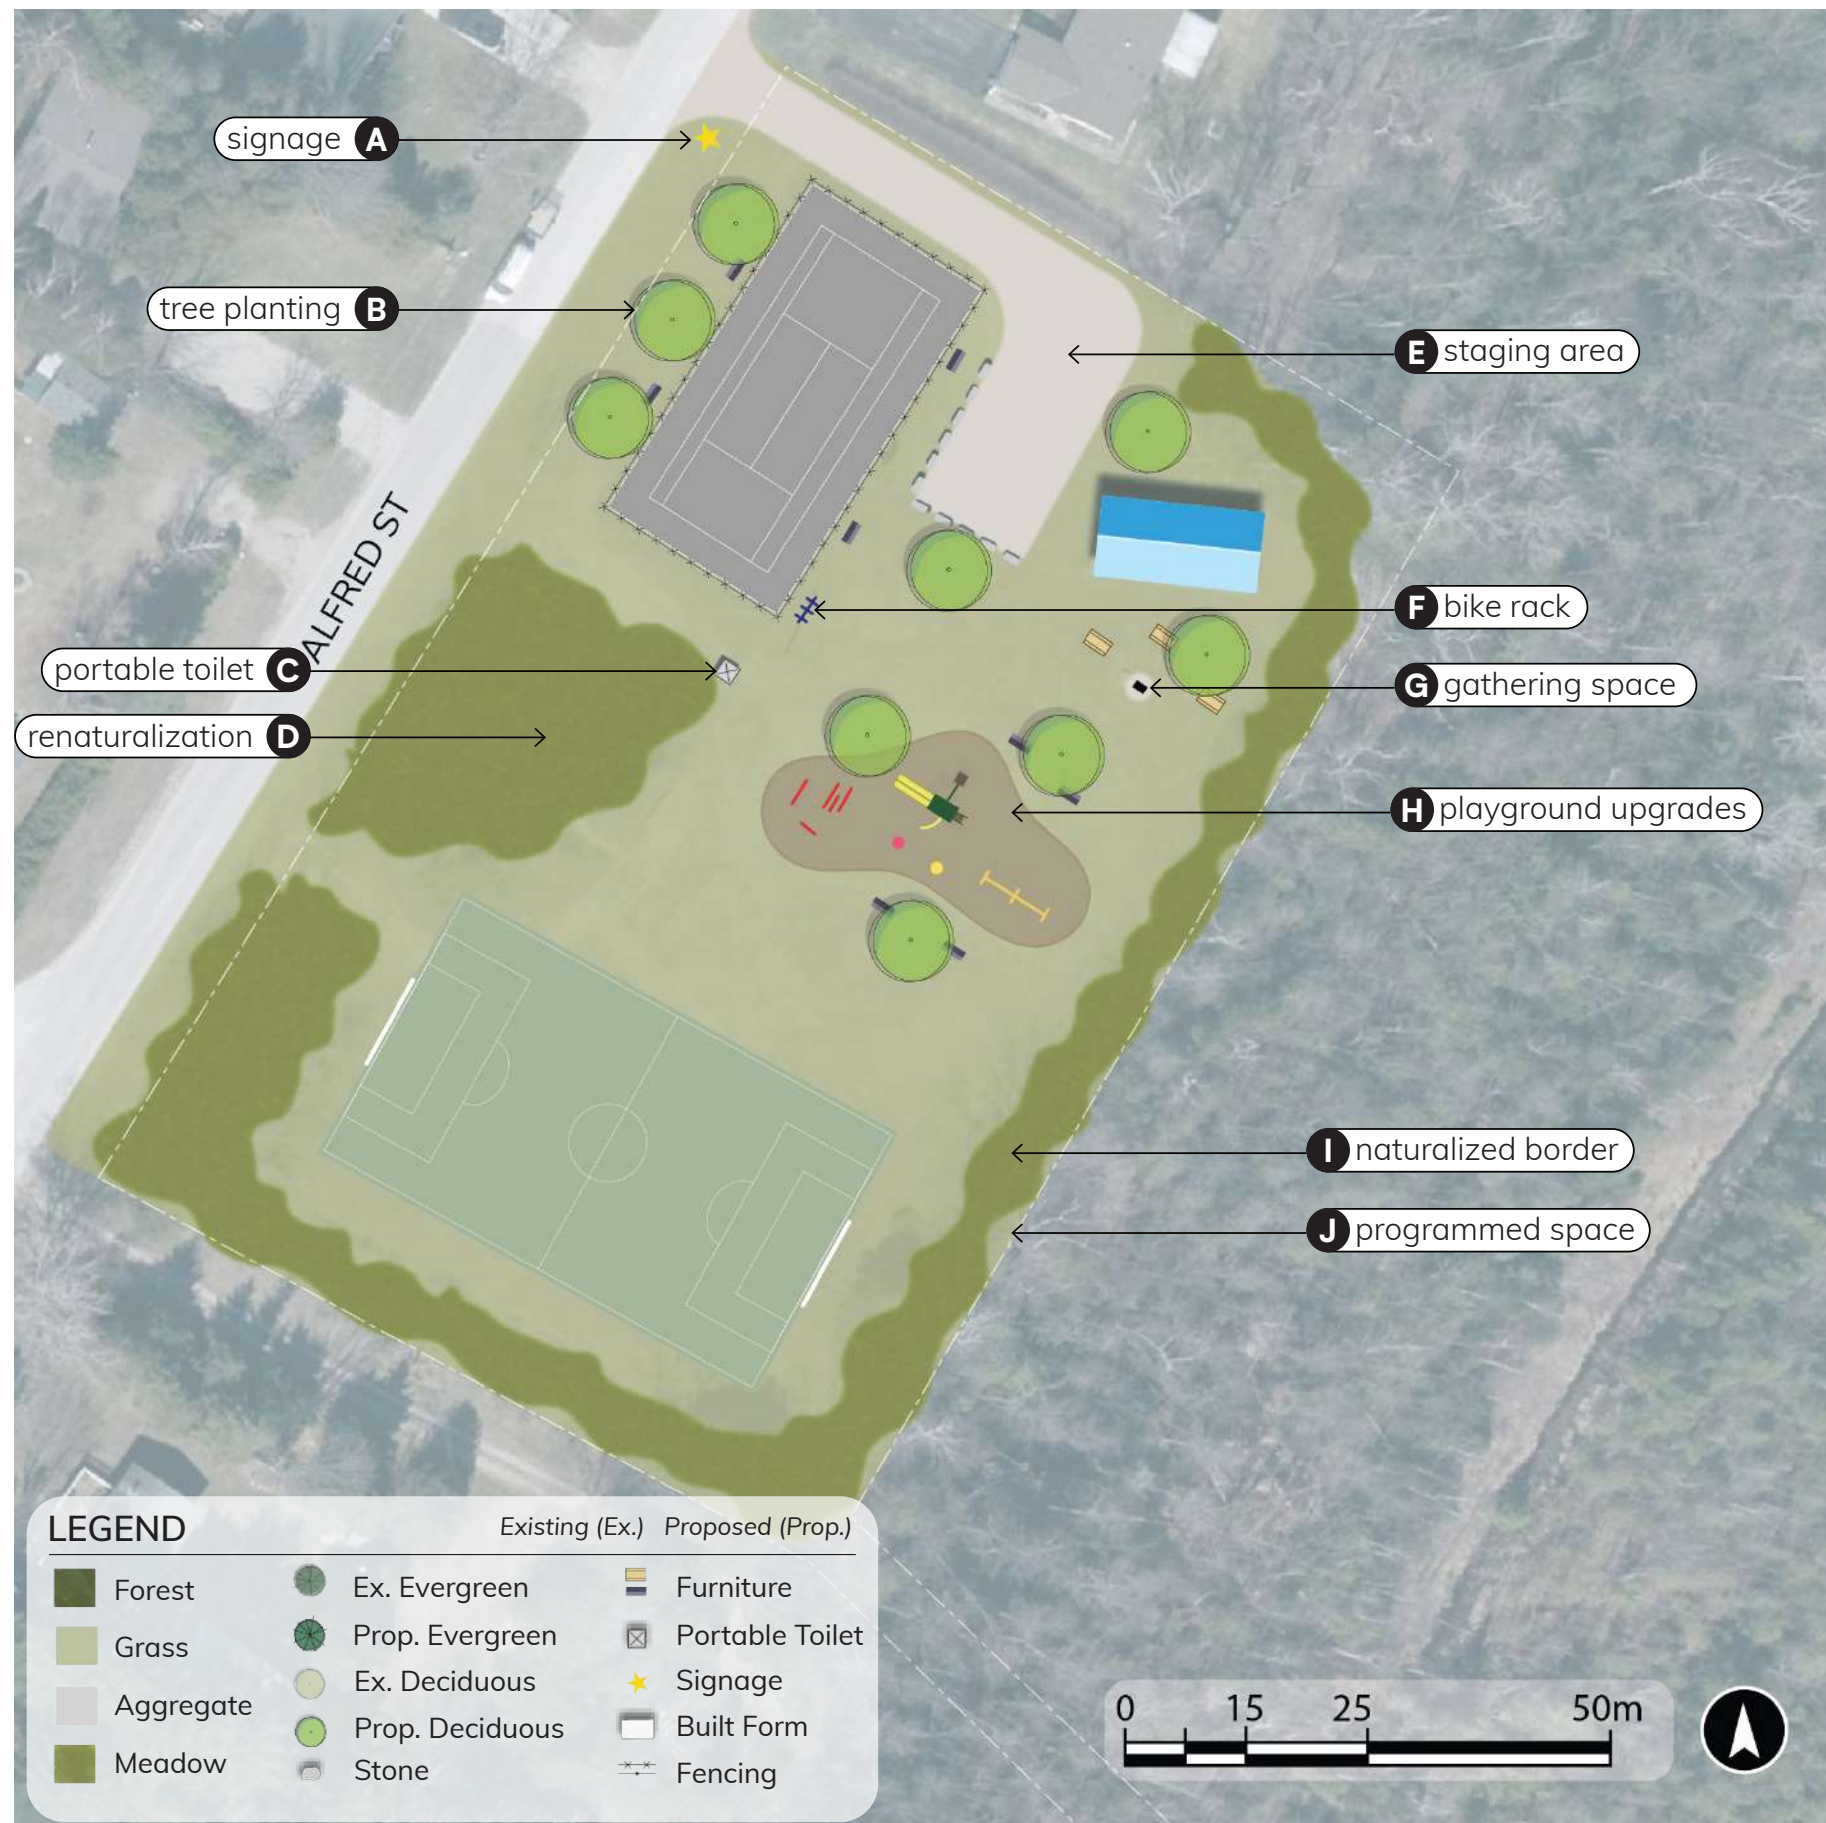 signage A
tree planting B
E staging area
ALFRED ST
F bike rack
portable toilet C
G gathering space
renaturalization D
H playground upgrades
I naturalized border
J programmed space
LEGEND
Existing (Ex.) Proposed (Prop.)
Forest
Grass
Aggregate
Meadow
Ex. Evergreen
Prop. Evergreen
Ex. Deciduous
Prop. Deciduous
Stone
Furniture
Portable Toilet
Signage
Built Form
Fencing
0 15 25 50m